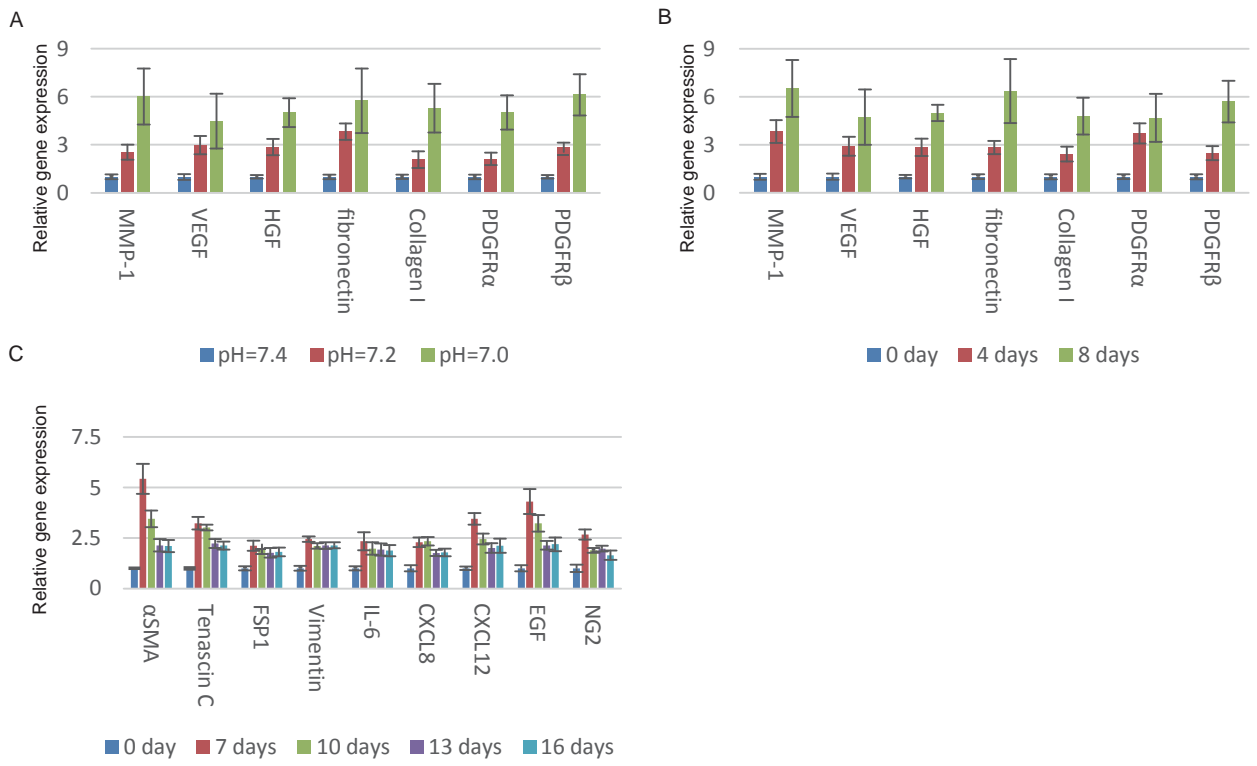 A
Relative gene expression
9
6
3
0
MMP-1
VEGF
HGF
fibronectin
Collagen I
PDGFRα
PDGFRβ
pH=7.4 pH=7.2 pH=7.0
B
Relative gene expression
9
6
3
0
MMP-1
VEGF
HGF
fibronectin
Collagen I
PDGFRα
PDGFRβ
0 day 4 days 8 days
C
Relative gene expression
7.5
5
2.5
0
αSMA
Tenascin C
FSP1
Vimentin
IL-6
CXCL8
CXCL12
EGF
NG2
0 day 7 days 10 days 13 days 16 days